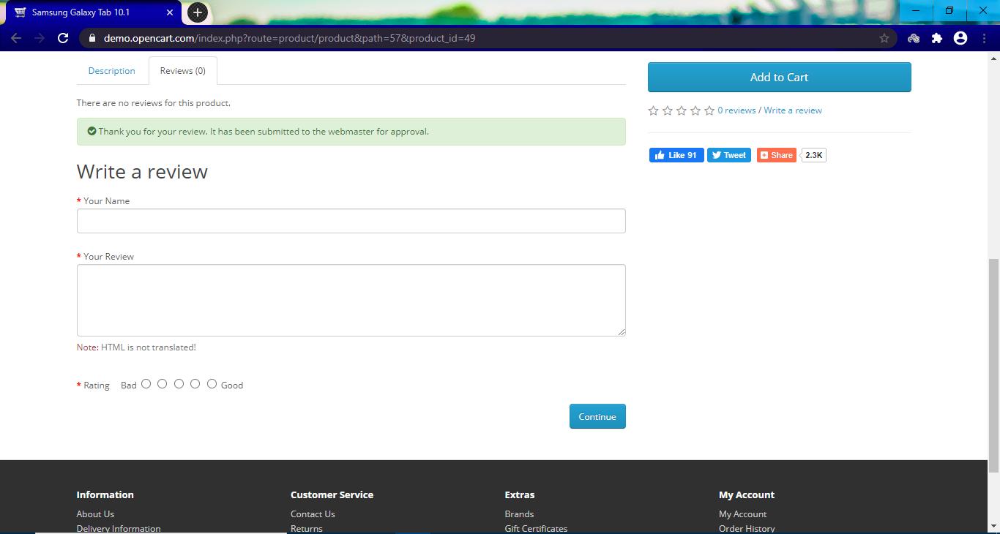 Samsung Galaxy Tab 10.1
demo.opencart.com/index.php?route=product/product&path=57&product_id=49
Description
Reviews (0)
There are no reviews for this product.
Thank you for your review. It has been submitted to the webmaster for approval.
Write a review
* Your Name
* Your Review
Note: HTML is not translated!
* Rating Bad Good
Continue
Add to Cart
0 reviews / Write a review
Like 91
Tweet
Share
2.3K
Information
About Us
Delivery Information
Customer Service
Contact Us
Returns
Extras
Brands
Gift Certificates
My Account
My Account
Order History